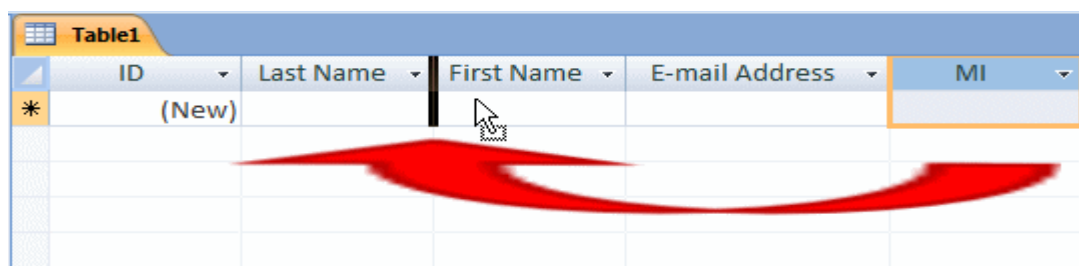 Table1
ID Last Name First Name E-mail Address MI
* (New)